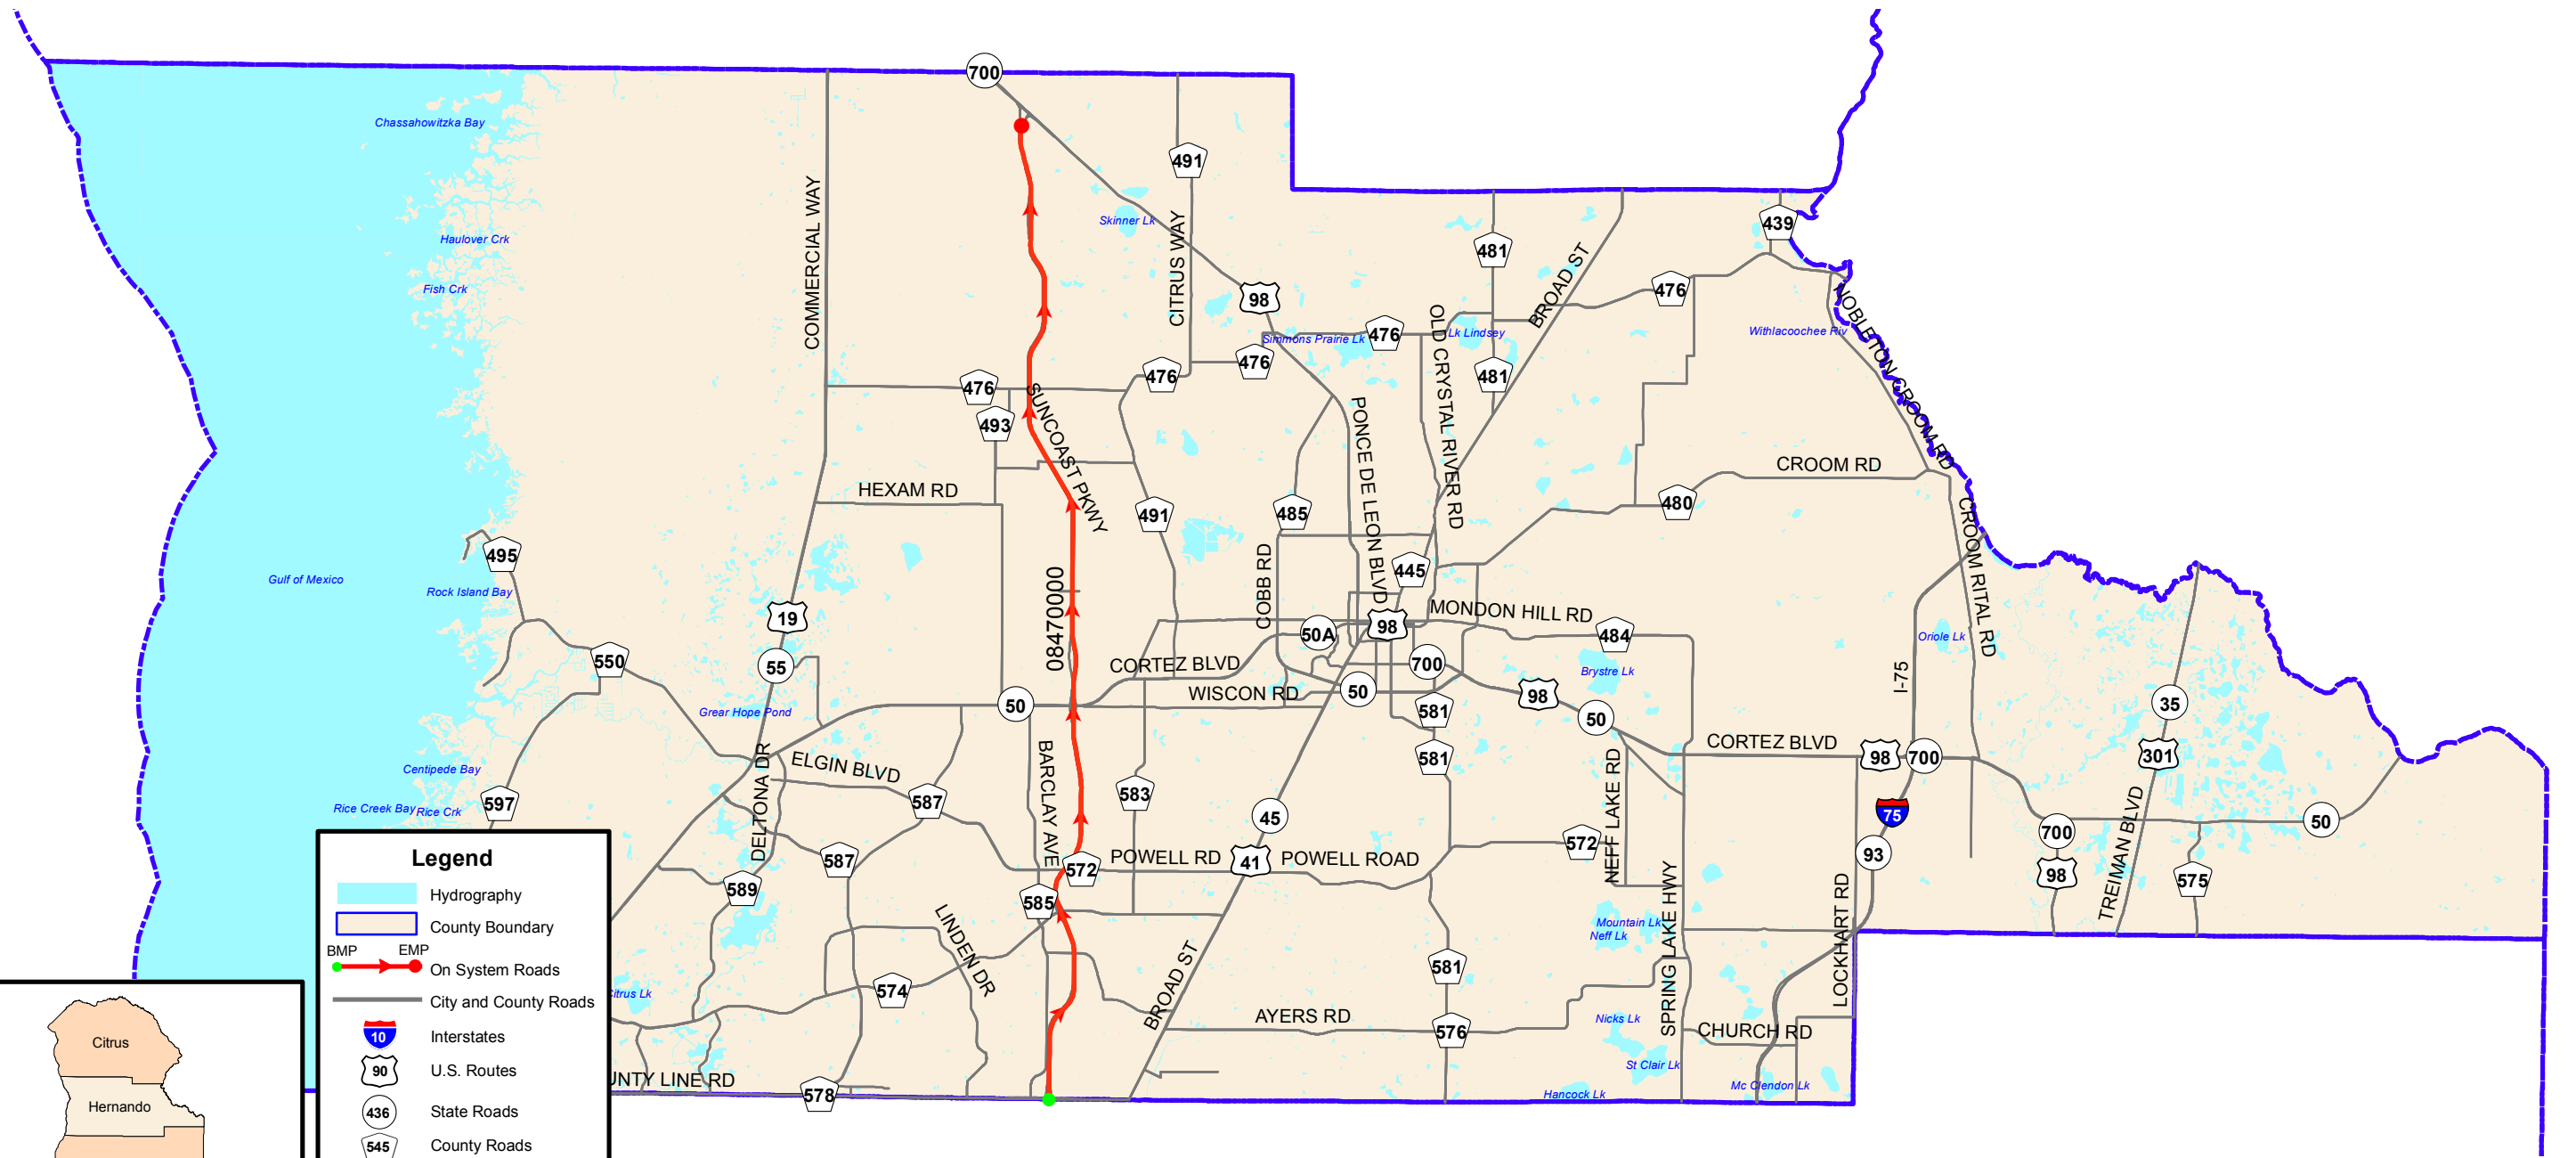 700
Chassahowitzka Bay
491
COMMERCIAL WAY
Skinner Lk
CITRUS WAY
439
Haulover Crk
481
BROAD ST
Fish Crk
98
476
NOBLETON CROOM RD
OLD CRYSTAL RIVER RD
Simmons Prairie Lk
476
Lk Lindsey
Withlacoochee Riv
476
476
476
481
SUNCOAST PKWY
493
PONCE DE LEON BLVD
CROOM RD
HEXAM RD
491
485
480
CROOM RITAL RD
495
Gulf of Mexico
Rock Island Bay
08470000
COBB RD
445
19
MONDON HILL RD
50A
98
484
Oriole Lk
550
55
CORTEZ BLVD
700
Brystre Lk
I-75
WISCON RD
50
98
50
Grear Hope Pond
50
581
35
CORTEZ BLVD
98
700
301
581
Centipede Bay
ELGIN BLVD
DELTONA DR
BARCLAY AVE
583
NEFF LAKE RD
587
597
Rice Creek Bay
Rice Crk
45
75
700
50
TREIMAN BLVD
587
572
POWELL RD
41
POWELL ROAD
572
93
98
575
589
585
LINDEN DR
SPRING LAKE HWY
LOCKHART RD
Mountain Lk
Neff Lk
574
BROAD ST
581
Citrus Lk
AYERS RD
576
Nicks Lk
CHURCH RD
St Clair Lk
Mc Clendon Lk
Hancock Lk
UNTY LINE RD
578
Legend
Hydrography
County Boundary
BMP EMP
On System Roads
City and County Roads
10 Interstates
90 U.S. Routes
436 State Roads
545 County Roads
Citrus
Hernando